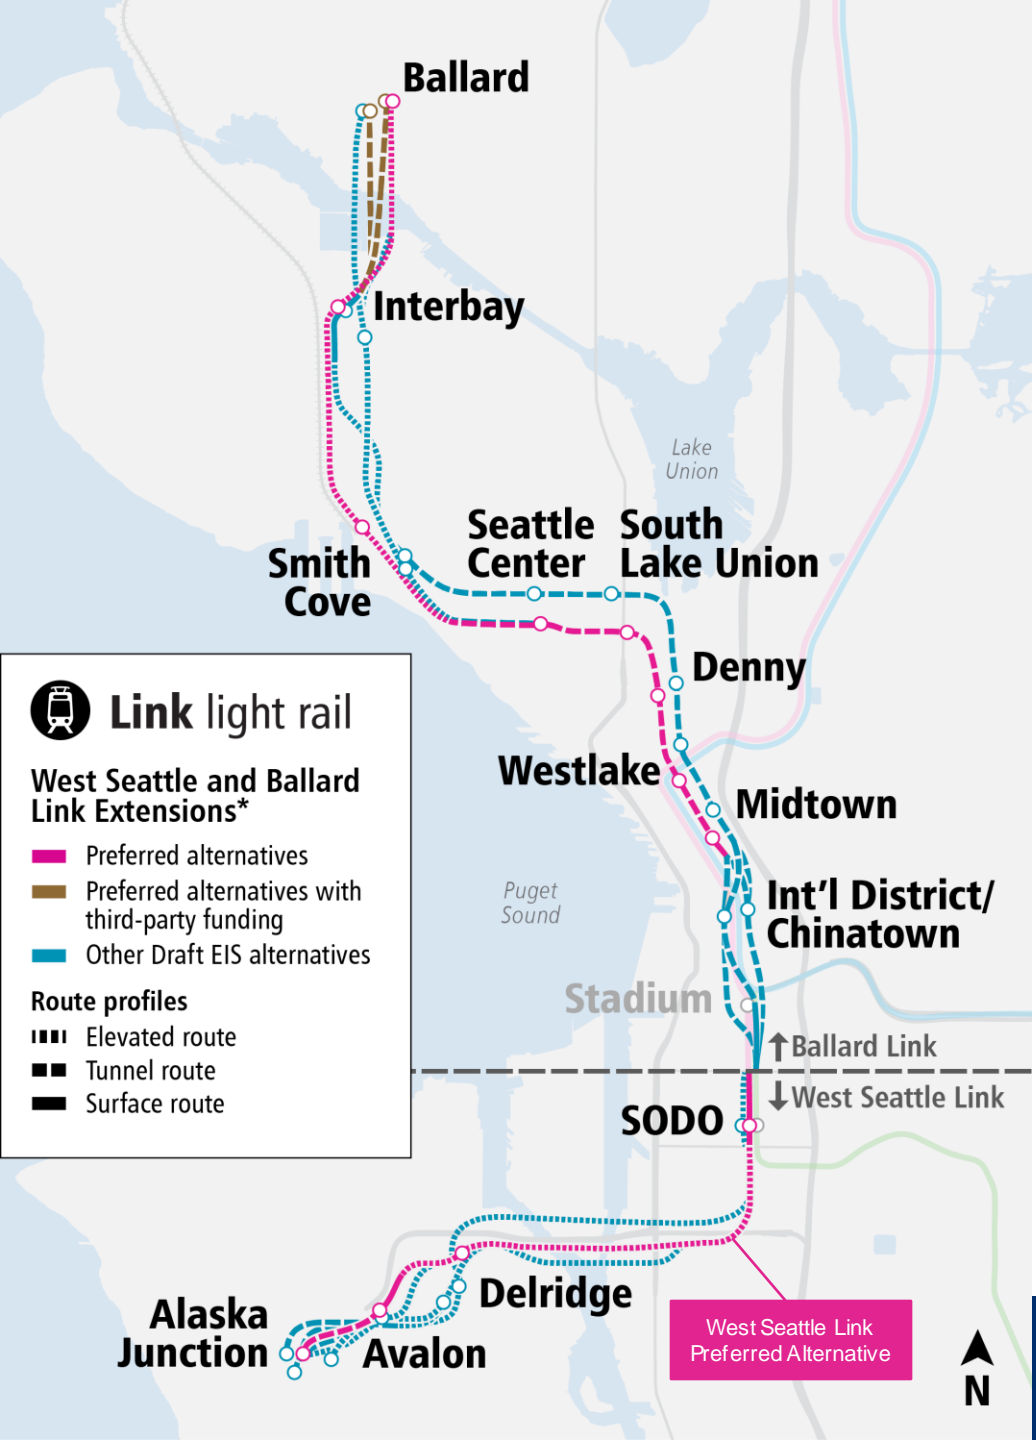 Ballard
Interbay
Lake
Union
Seattle
Center
South
Lake Union
Smith
Cove
Denny
Link light rail
West Seattle and Ballard
Link Extensions*
Preferred alternatives
Preferred alternatives with
third-party funding
Other Draft EIS alternatives
Route profiles
Elevated route
Tunnel route
Surface route
Westlake
Midtown
Puget
Sound
Int'l District/
Chinatown
Stadium
Ballard Link
West Seattle Link
SODO
Delridge
Alaska
Junction
Avalon
West Seattle Link
Preferred Alternative
N